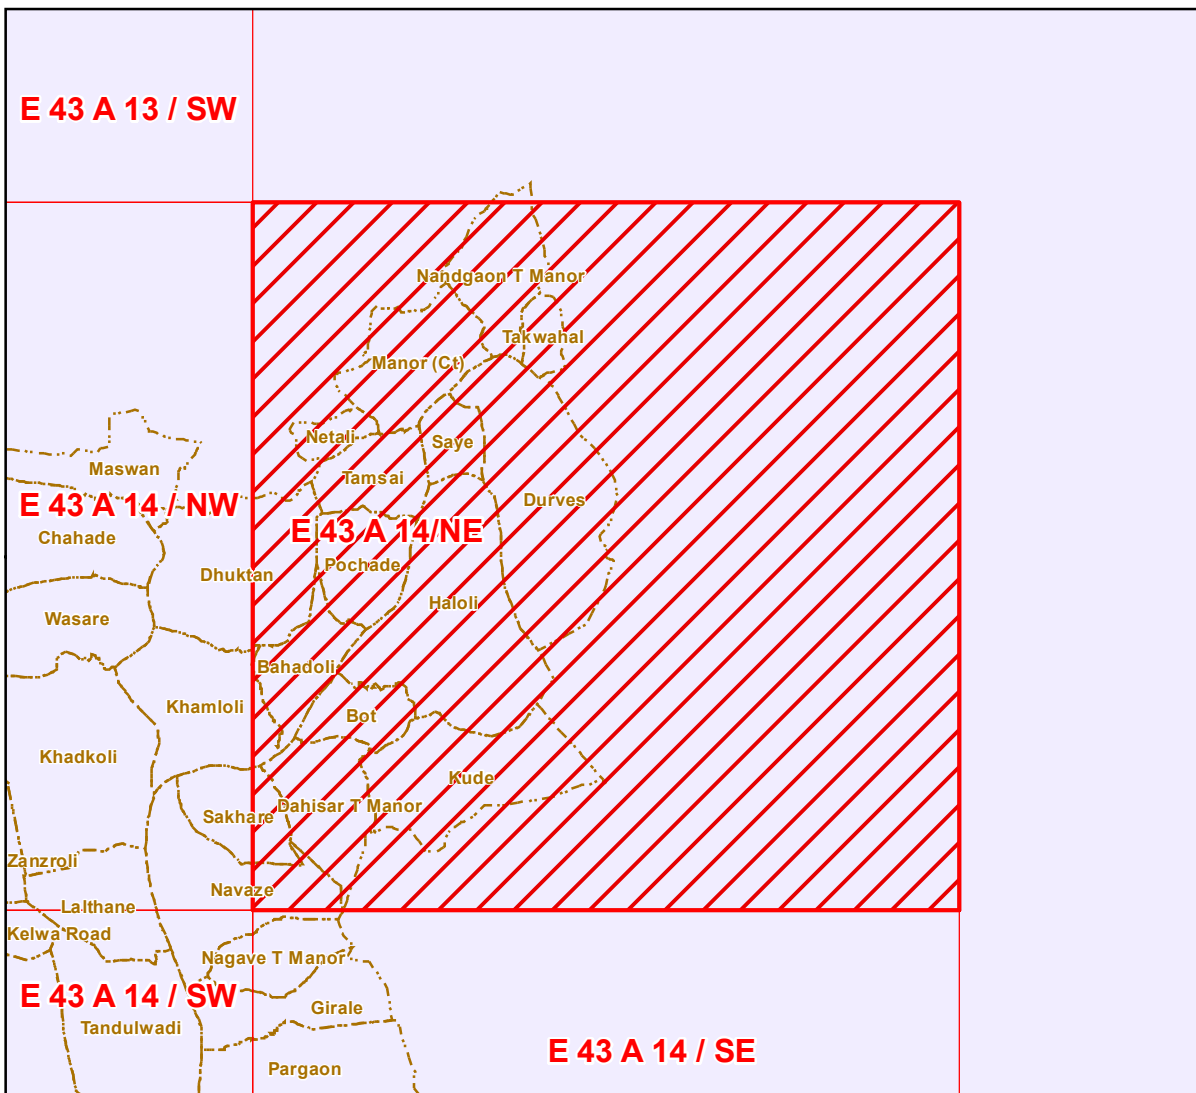 E 43 A 13 / SW
Nandgaon T Manor
Takwahal
Manor (Ct)
Netali
Saye
Maswan
Tamsai
Durves
E 43 A 14 / NW
E 43 A 14/NE
Chahade
Pochade
Dhuktan
Haloli
Wasare
Bahadoli
Khamloli
Bot
Khadkoli
Kude
Dahisar T Manor
Sakhare
Zanzroli
Navaze
Lalthane
Kelwa Road
Nagave T Manor
E 43 A 14 / SW
Girale
Tandulwadi
E 43 A 14 / SE
Pargaon